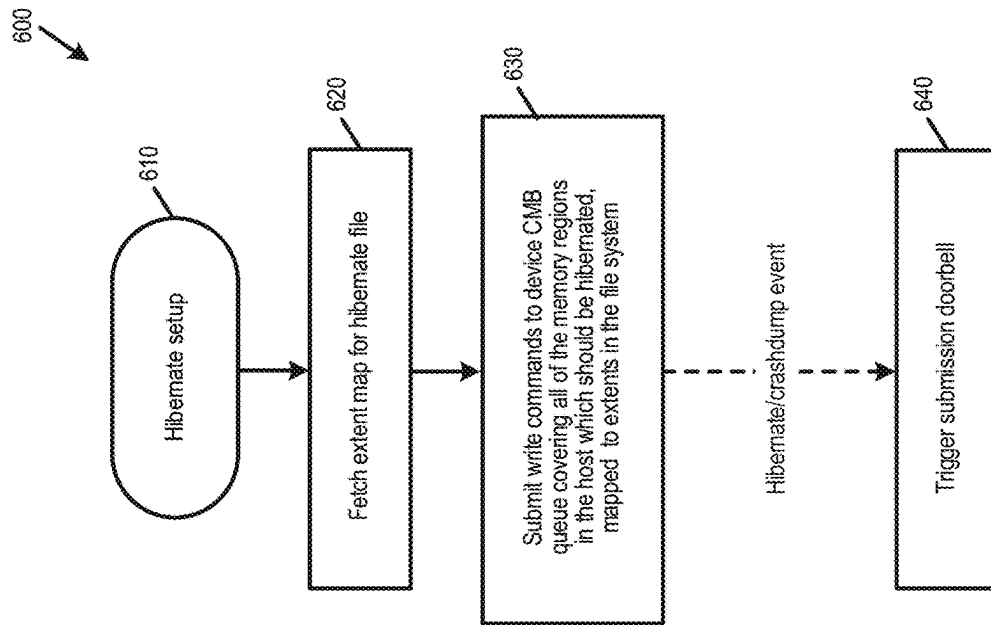 600
610
Hibernate setup
620
Fetch extent map for hibernate file
630
Submit write commands to device CMB
queue covering all of the memory regions
in the host which should be hibernated,
mapped to extents in the file system
Hibernate/crashdump event
640
Trigger submission doorbell